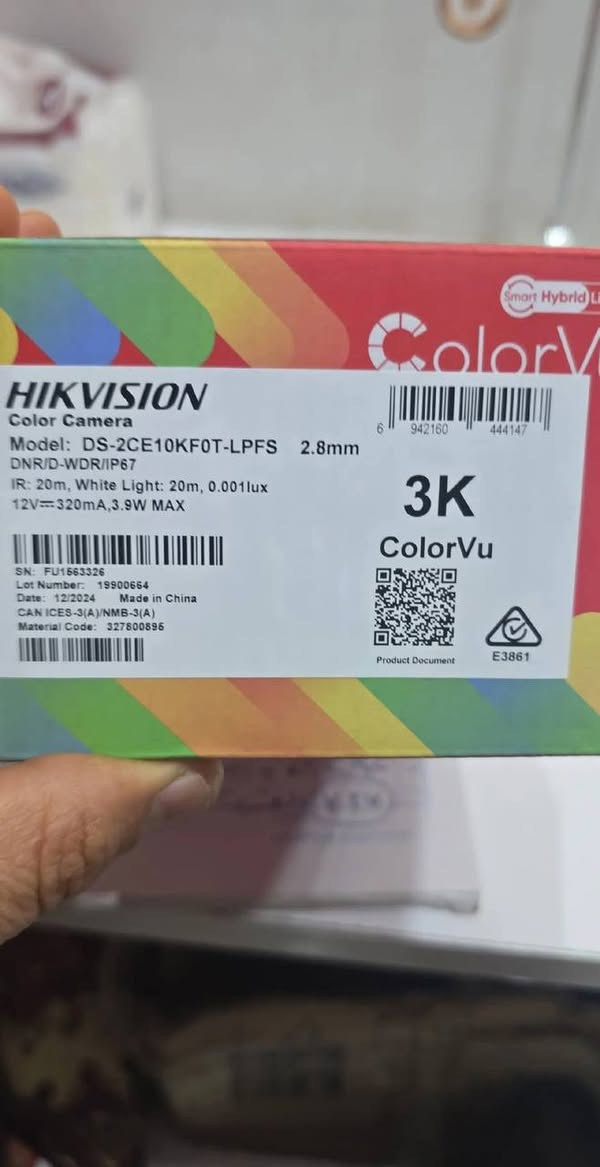 Smart Hybrid Li
ColorV
HIKVISION
Color Camera
Model: DS-2CE10KF0T-LPFS 2.8mm
DNR/D-WDR/IP67
IR: 20m, White Light: 20m, 0.001lux
12V⎓320mA,3.9W MAX
6 942160 444147
3K
ColorVu
SN: FU1563326
Lot Number: 19900664
Date: 12/2024 Made in China
CAN ICES-3(A)/NMB-3(A)
Material Code: 327800895
Product Document
E3861